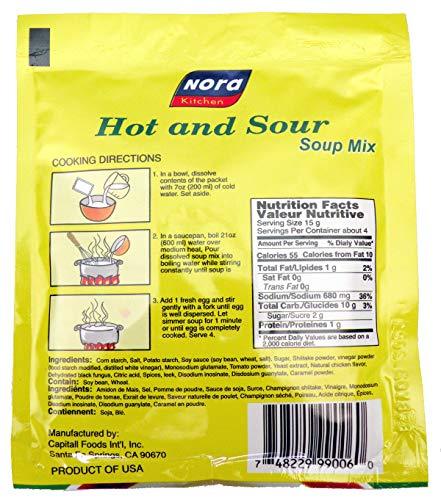 NORA
Kitchen
Hot and Sour
Soup Mix
COOKING DIRECTIONS
1. In a bowl, dissolve
contents of the packet
with 7oz (200 ml) of cold
water. Set aside.
2. In a saucepan, boil 21oz
(600 ml) water over
medium heat, Pour
dissolved soup mix into
boiling water while stirring
constantly until soup is
3. Add 1 fresh egg and stir
gently with a fork until egg
is well dispersed. Let
simmer soup for 1 minute
or until egg is completely
cooked. Serve 4.
Nutrition Facts
Valeur Nutritive
Serving Size 15 g
Servings Per Container about 4
Amount Per Serving % Dialy Value*
Calories 55 Calories from Fat 10
Total Fat/Lipides 1 g 2%
Sat Fat 0g 0%
Trans Fat 0g
Sodium/Sodium 680 mg 36%
Total Carb./Glucides 10 g 3%
Sugar/Sucre 2 g
Protein/Proteines 1 g
* Percent Daily Values are based on a
2,000 calorie diet.
Ingredients: Corn starch, Salt, Potato starch, Soy sauce (soy bean, wheat, salt), Sugar, Shiitake powder, vinegar powder
(food starch modified, distilled white vinegar), Monosodium glutamate, Tomato powder, Yeast extract, Natural chicken flavor,
Dehydrated black fungus, Citric acid, Spices, leek, Disodium inosinate, Disodium guanylate, Caramel powder.
Contain: Soy bean, Wheat.
Ingrédients: Amidon de Mais, Sel, Pomme de poudre, Sauce de soja, Surce, Champignon shiitake, Vinaigre, Monosodium
glutamate, Poudre de tomate, Extrait de levure, Saveur naturelle de poulet, Champignon séché, Poireau, Acide citrique, Epices,
Disodium inosinate, Disodium guanylate, Caramel en poudre.
Contiennent: Soja, Blé.
Manufactured by:
Capitall Foods Int'l, Inc.
Santa Fe Springs, CA 90670
PRODUCT OF USA
7 48229 99006 0